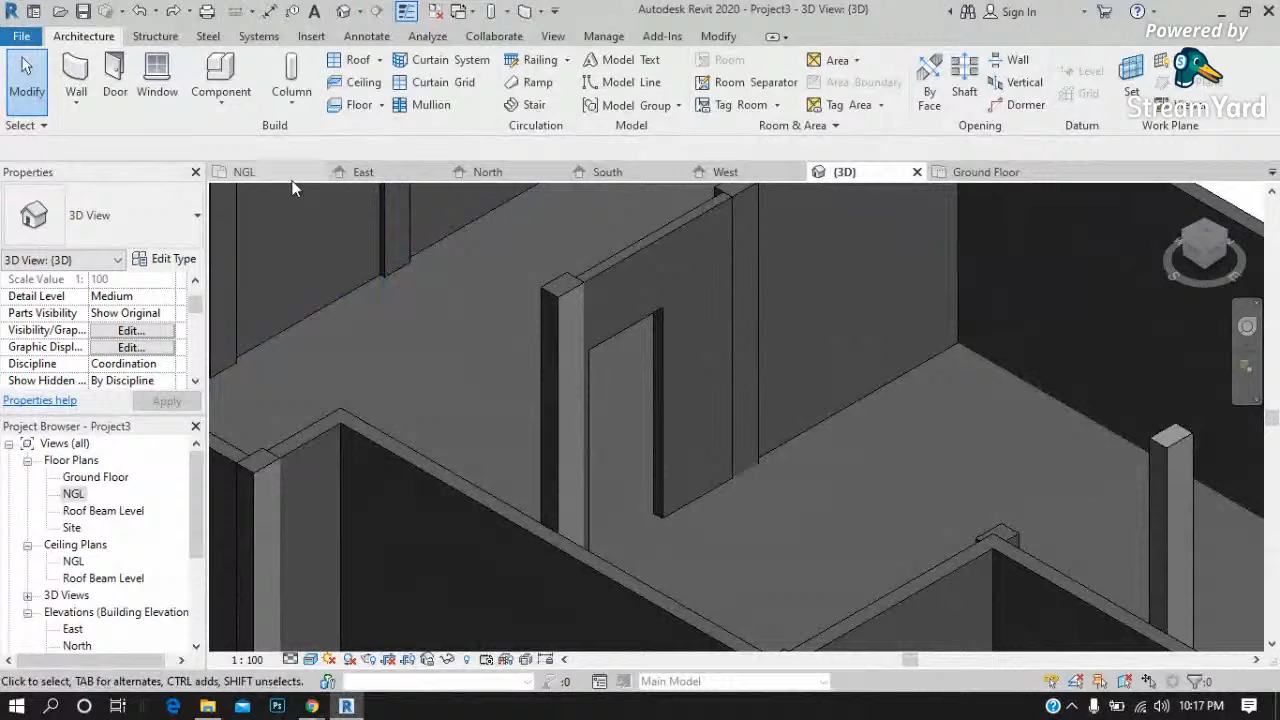 Autodesk Revit 2020 - Project3 - 3D View: {3D}
Sign In
Powered by
StreamYard
File Architecture Structure Steel Systems Insert Annotate Analyze Collaborate View Manage Add-Ins Modify
Modify
Wall
Door
Window
Component
Column
Roof
Ceiling
Floor
Curtain System
Curtain Grid
Mullion
Railing
Ramp
Stair
Model Text
Model Line
Model Group
Room
Room Separator
Tag Room
Area
Area Boundary
Tag Area
By Face
Shaft
Wall
Vertical
Dormer
Level
Grid
Set
Select
Build
Circulation
Model
Room & Area
Opening
Datum
Work Plane
Properties
NGL
East
North
South
West
{3D}
Ground Floor
3D View
3D View: {3D}
Edit Type
Scale Value 1: 100
Detail Level Medium
Parts Visibility Show Original
Visibility/Grap... Edit...
Graphic Displ... Edit...
Discipline Coordination
Show Hidden ... By Discipline
Properties help
Apply
Project Browser - Project3
Views (all)
Floor Plans
Ground Floor
NGL
Roof Beam Level
Site
Ceiling Plans
NGL
Roof Beam Level
3D Views
Elevations (Building Elevation
East
North
1 : 100
Click to select, TAB for alternates, CTRL adds, SHIFT unselects.
:0
Main Model
:0
10:17 PM